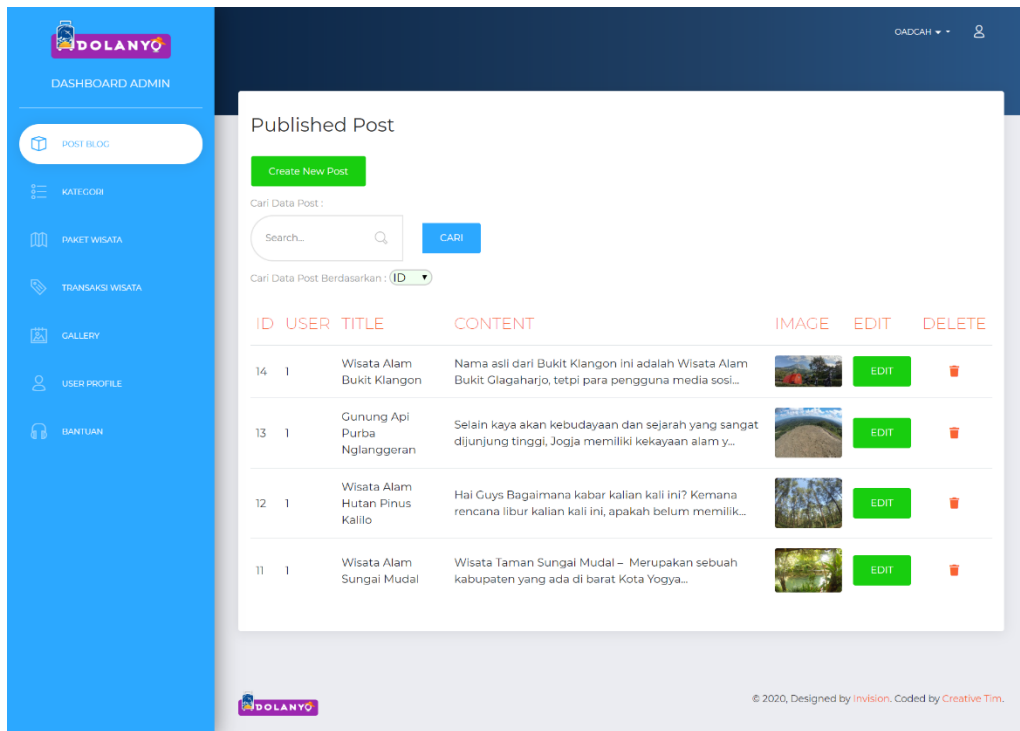 DOLANYO
DASHBOARD ADMIN
POST BLOG
KATEGORI
PAKET WISATA
TRANSAKSI WISATA
GALLERY
USER PROFILE
BANTUAN
OADCAH
Published Post
Create New Post
Cari Data Post :
Search...
CARI
Cari Data Post Berdasarkan : ID
ID USER TITLE CONTENT IMAGE EDIT DELETE
14 1 Wisata Alam Bukit Klangon Nama asli dari Bukit Klangon ini adalah Wisata Alam Bukit Glagaharjo, tetpi para pengguna media sosi... EDIT
13 1 Gunung Api Purba Nglanggeran Selain kaya akan kebudayaan dan sejarah yang sangat dijunjung tinggi, Jogja memiliki kekayaan alam y... EDIT
12 1 Wisata Alam Hutan Pinus Kalilo Hai Guys Bagaimana kabar kalian kali ini? Kemana rencana libur kalian kali ini, apakah belum memilik... EDIT
11 1 Wisata Alam Sungai Mudal Wisata Taman Sungai Mudal – Merupakan sebuah kabupaten yang ada di barat Kota Yogya... EDIT
DOLANYO
© 2020, Designed by Invision. Coded by Creative Tim.